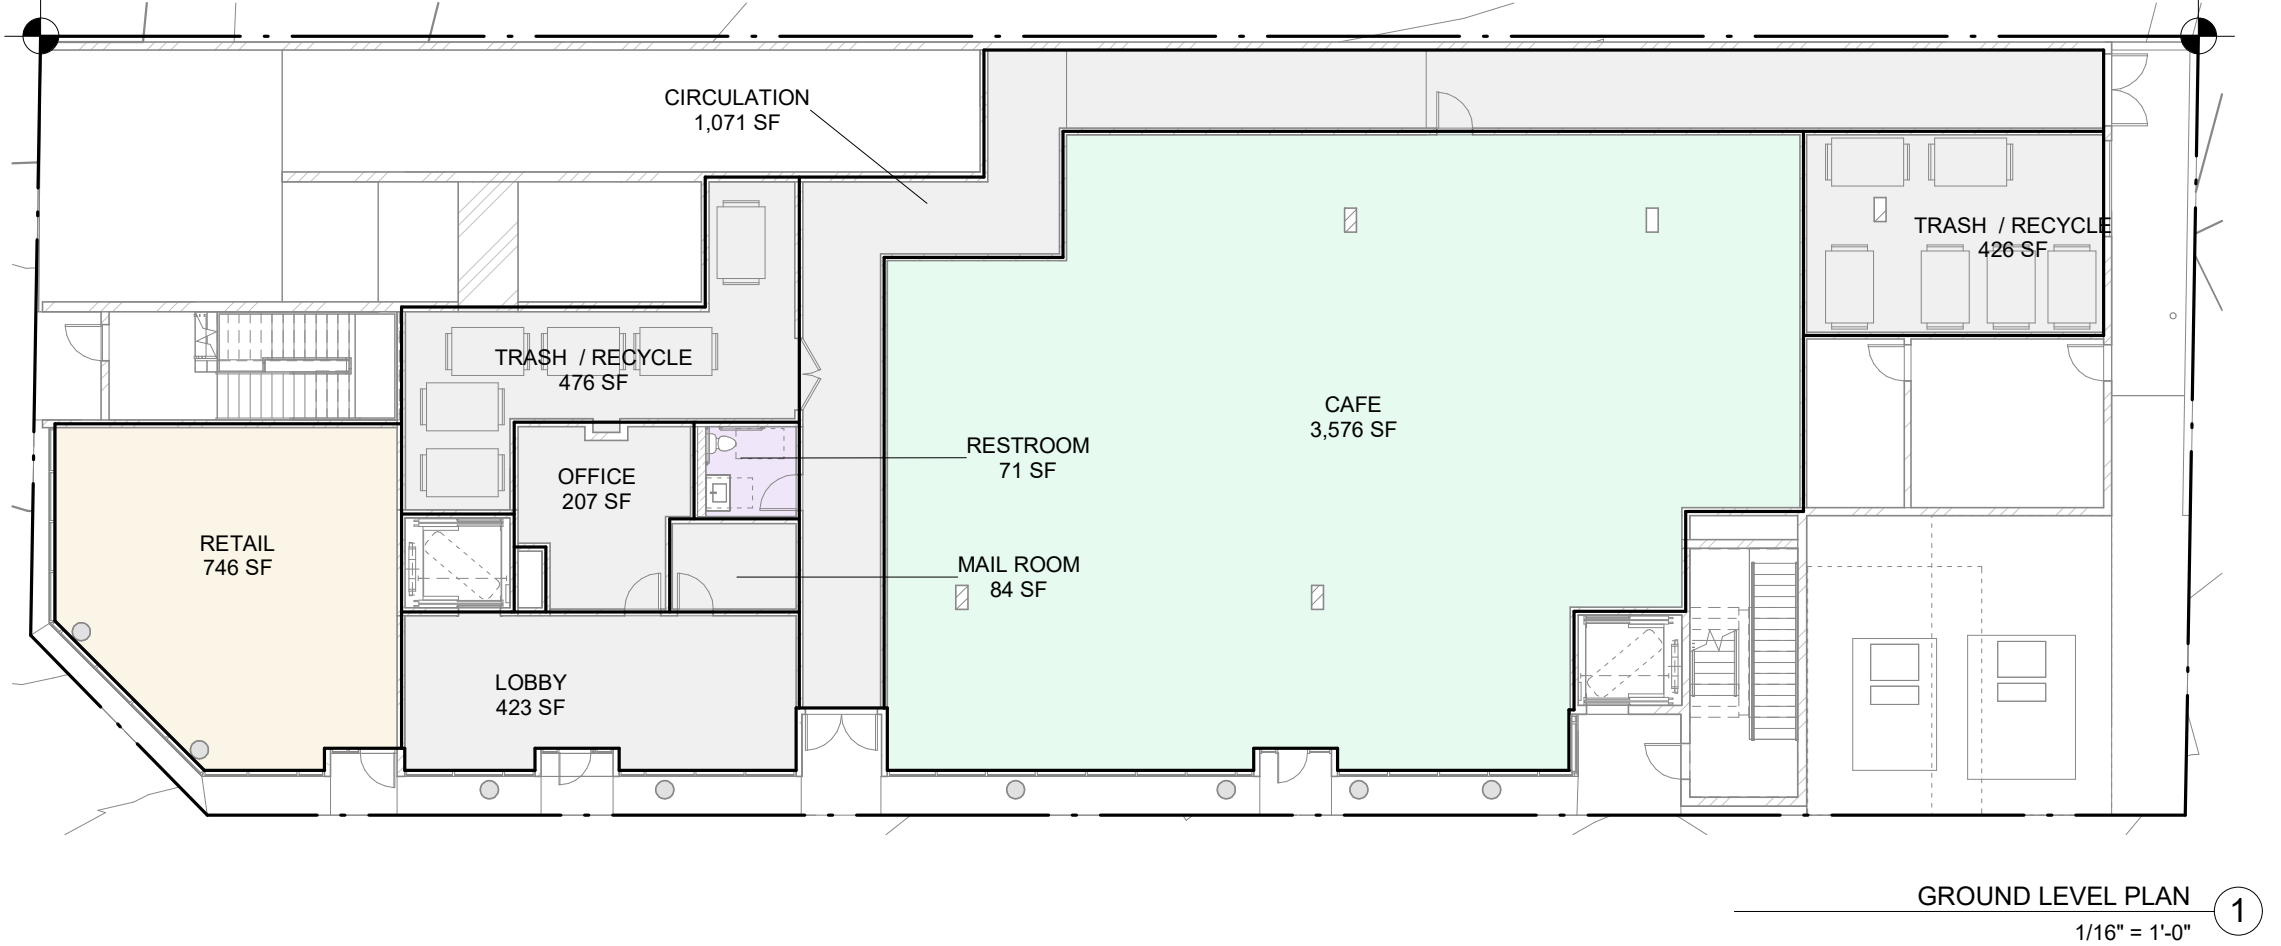 CIRCULATION
1,071 SF
TRASH / RECYCLE
426 SF
TRASH / RECYCLE
476 SF
CAFE
3,576 SF
RESTROOM
71 SF
OFFICE
207 SF
RETAIL
746 SF
MAIL ROOM
84 SF
LOBBY
423 SF
GROUND LEVEL PLAN
1
1/16" = 1'-0"